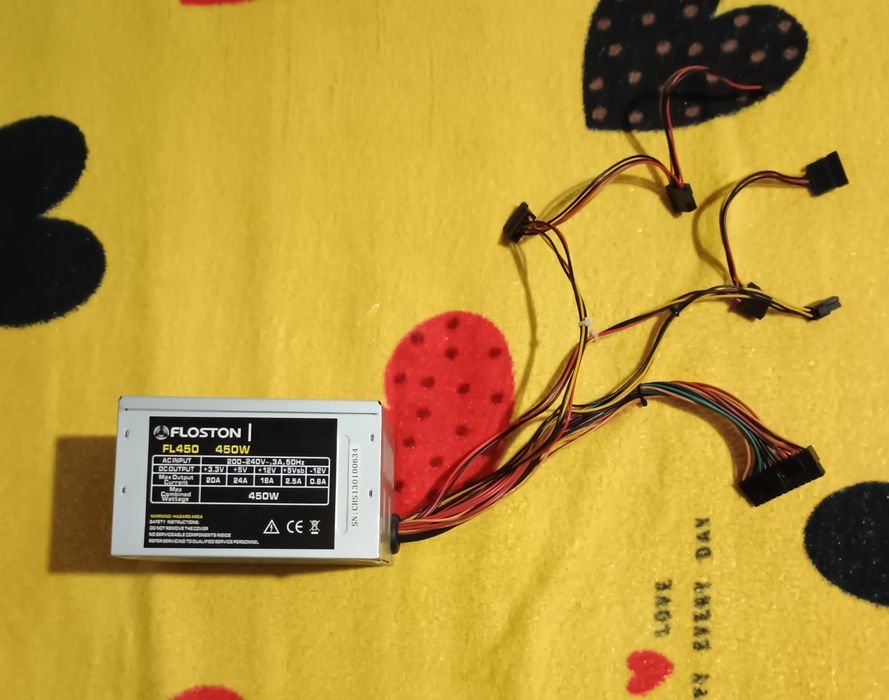 FLOSTON
FL450 450W
AC INPUT 200-240V~,3A,50Hz
DC OUTPUT +3.3V +5V +12V +5Vsb -12V
Max Output Current 20A 24A 18A 2.5A 0.8A
Max Combined Wattage 450W
WARNING! HAZARD AREA
SAFETY INSTRUCTIONS:
DO NOT REMOVE THE COVER
NO SERVICEABLE COMPONENTS INSIDE
REFER SERVICING TO QUALIFIED SERVICE PERSONNEL
CE
SN:CHS130100634
LOVE
EVERY DAY